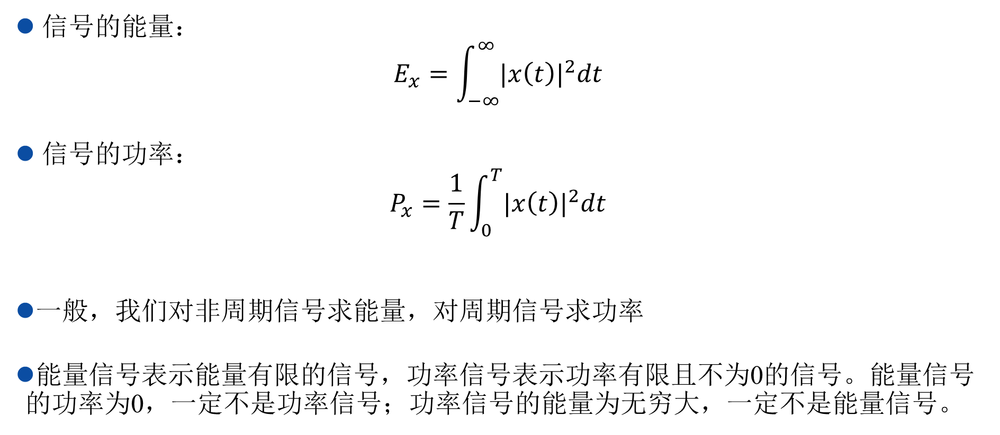 ● 信号的能量：
$$E_x = \int_{-\infty}^{\infty} |x(t)|^2 dt$$
● 信号的功率：
$$P_x = \frac{1}{T} \int_{0}^{T} |x(t)|^2 dt$$
●一般，我们对非周期信号求能量，对周期信号求功率
●能量信号表示能量有限的信号，功率信号表示功率有限且不为0的信号。能量信号
的功率为0，一定不是功率信号；功率信号的能量为无穷大，一定不是能量信号。